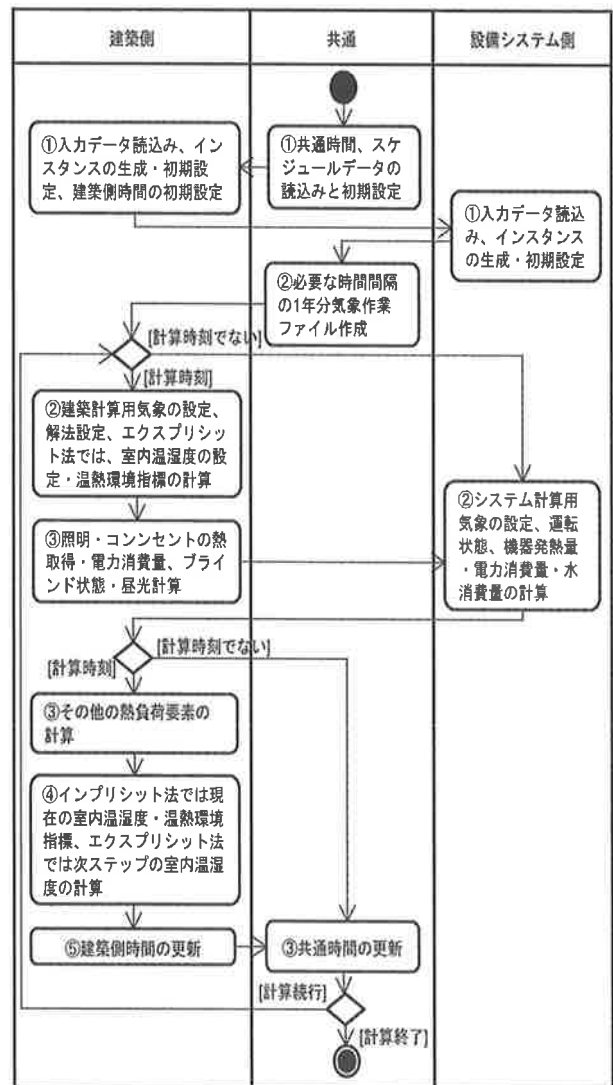 建築側
共通
設備システム側
①共通時間、スケ
ジュールデータの
読込みと初期設定
①入力データ読込み、イン
スタンスの生成・初期設
定、建築側時間の初期設定
①入力データ読込
み、インスタンス
の生成・初期設定
②必要な時間間隔
の1年分気象作業
ファイル作成
[計算時刻でない]
[計算時刻]
②建築計算用気象の設定、
解法設定、エクスプリシット
法では、室内温湿度の設
定・温熱環境指標の計算
③照明・コンンセントの熱
取得・電力消費量、ブライ
ンド状態・昼光計算
②システム計算用
気象の設定、運転
状態、機器発熱量
・電力消費量・水
消費量の計算
[計算時刻でない]
[計算時刻]
③その他の熱負荷要素の
計算
④インプリシット法では現
在の室内温湿度・温熱環境
指標、エクスプリシット法
では次ステップの室内温湿
度の計算
⑤建築側時間の更新
③共通時間の更新
[計算続行]
[計算終了]